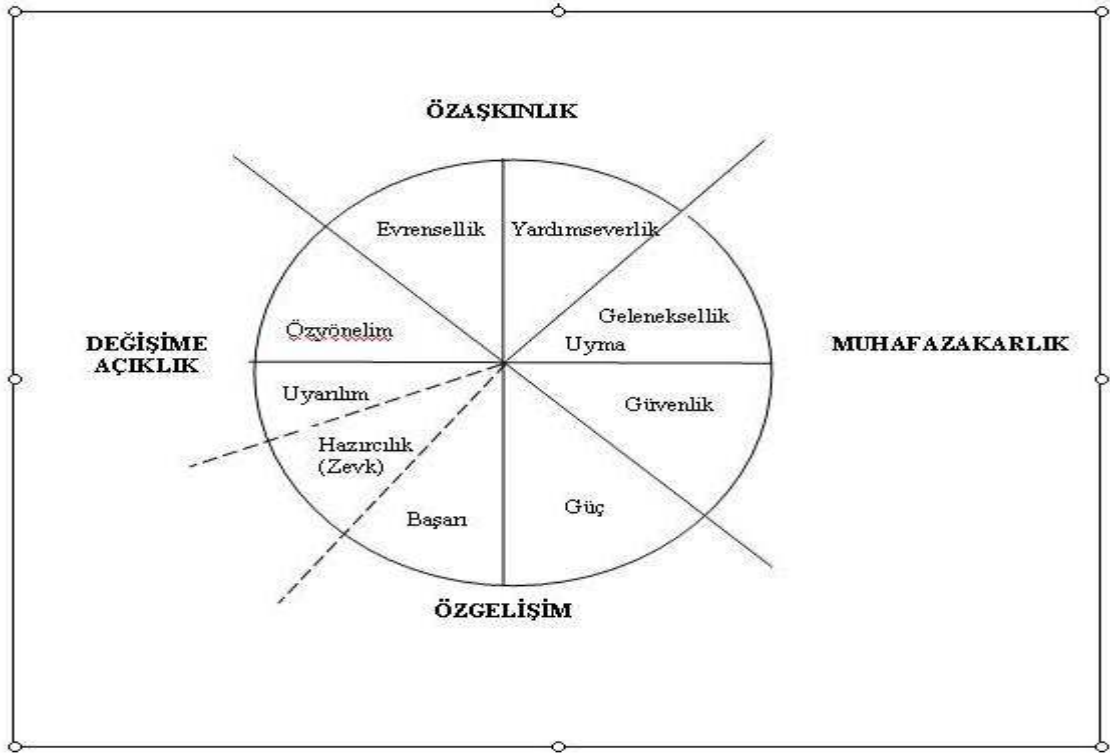 ÖZAŞKINLIK
Evrensellik
Yardımseverlik
Özyönelim
Geleneksellik
Uyma
DEĞİŞİME
AÇIKLIK
MUHAFAZAKARLIK
Uyarılım
Güvenlik
Hazırcılık
(Zevk)
Başarı
Güç
ÖZGELİŞİM